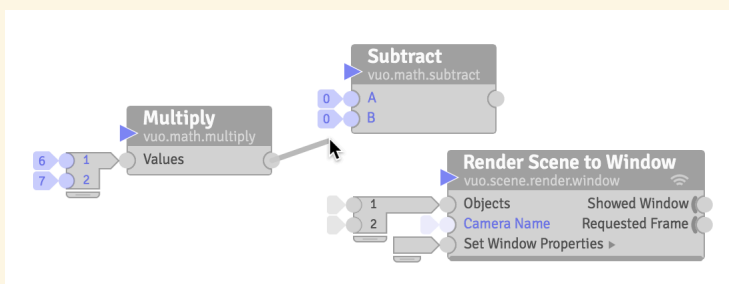 Subtract
vuo.math.subtract
0 A
0 B
Multiply
vuo.math.multiply
6 1 Values
7 2
Render Scene to Window
vuo.scene.render.window
1 Objects Showed Window
2 Camera Name Requested Frame
Set Window Properties ▸